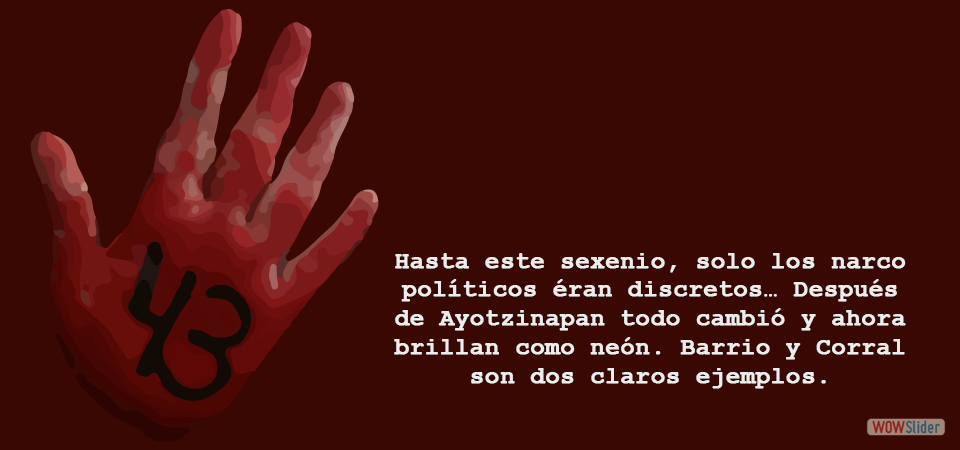 43
Hasta este sexenio, solo los narco
políticos éran discretos… Después
de Ayotzinapan todo cambió y ahora
brillan como neón. Barrio y Corral
son dos claros ejemplos.
WOWSlider